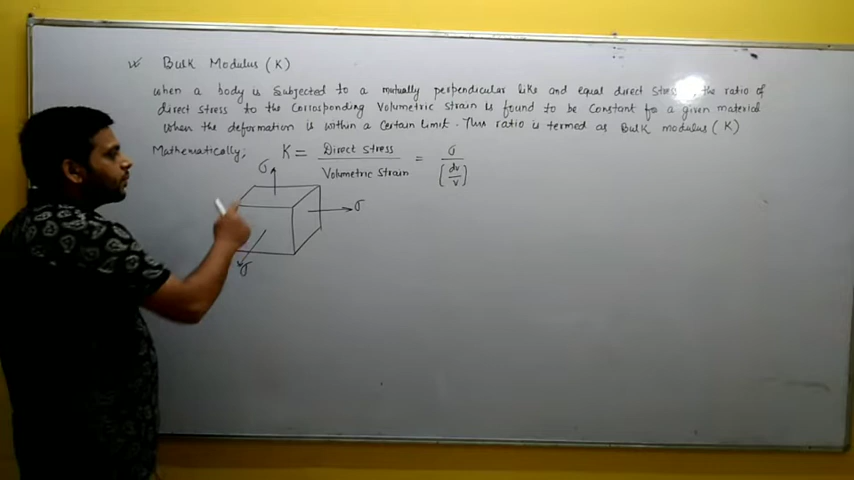 Bulk Modulus (K)
when a body is subjected to a mutually perpendicular like and equal direct stress, the ratio of
direct stress to the corrosponding Volumetric strain is found to be constant for a given material
when the deformation is within a certain limit. This ratio is termed as Bulk modulus (K)
Mathematically; K = Direct stress / Volumetric strain = σ / [dv/v]
σ
σ
σ